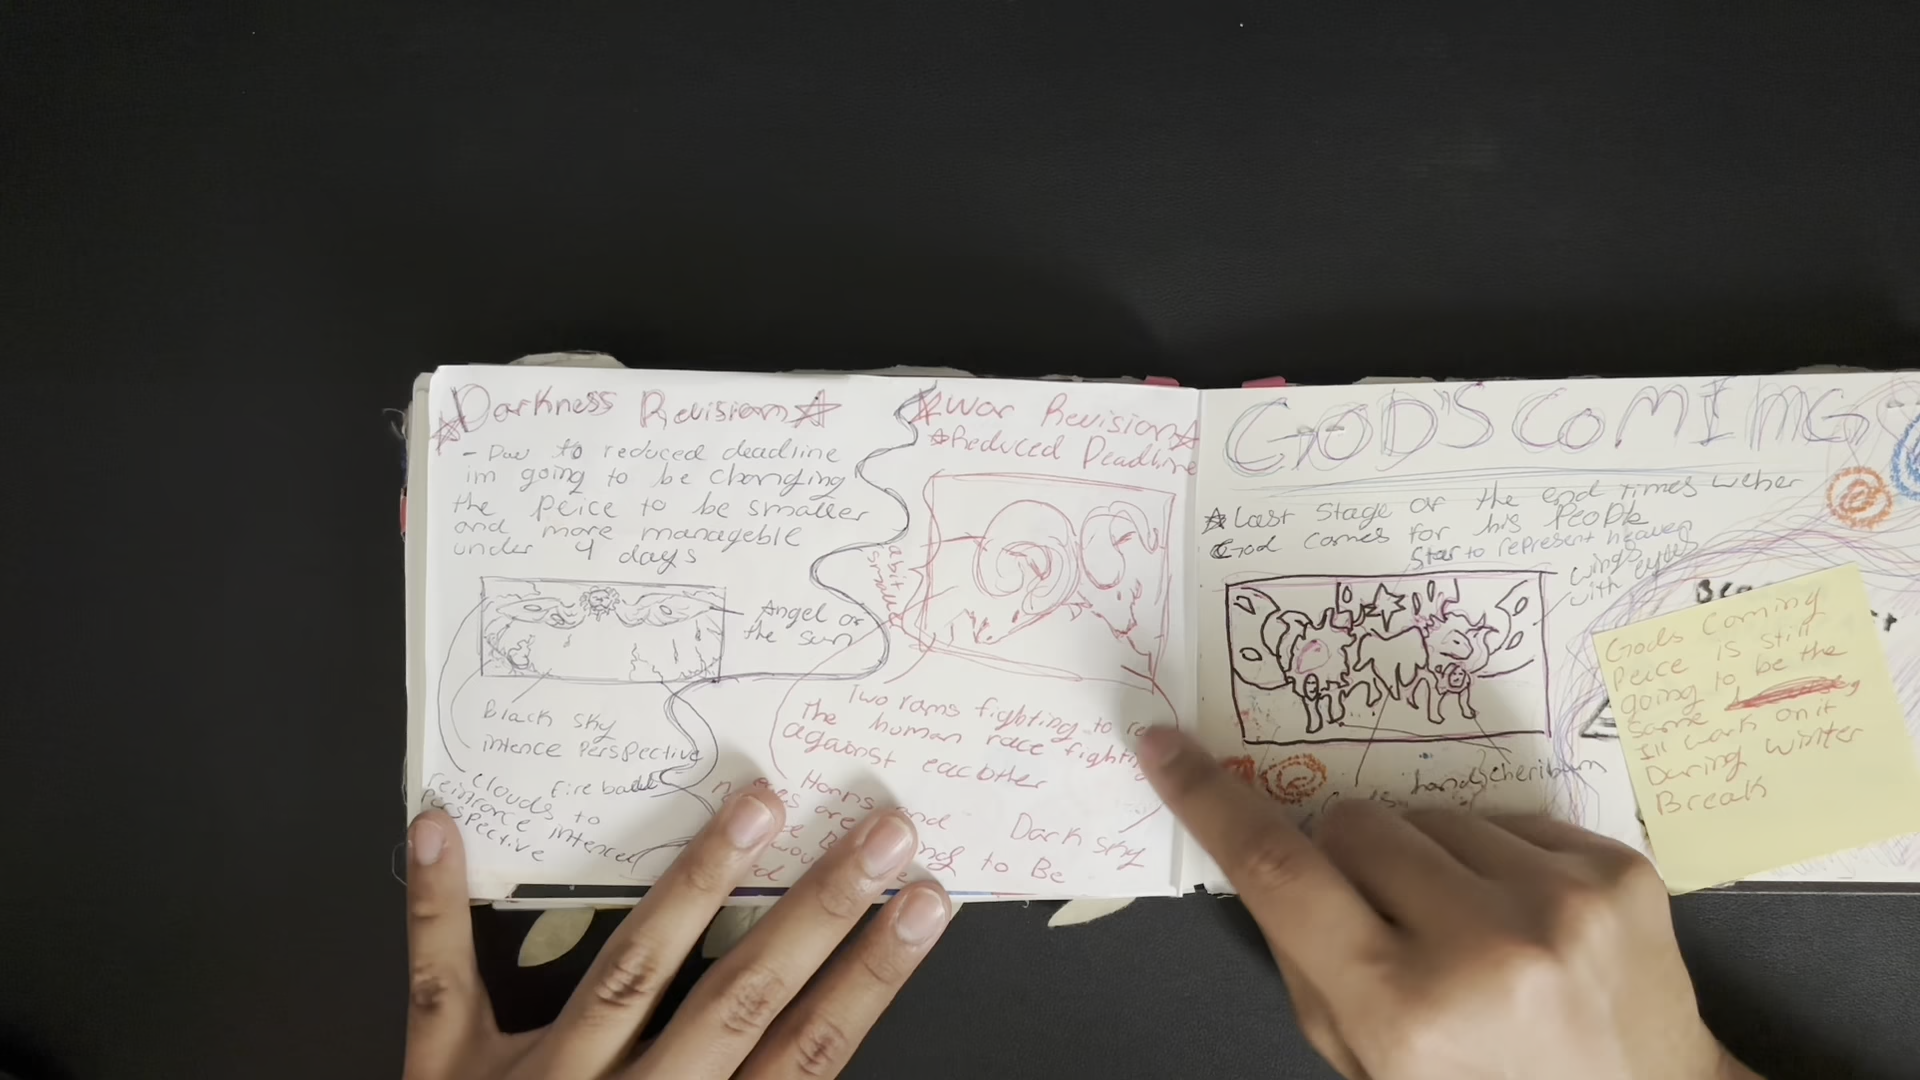 Darkness Revision
- Due to reduced deadline
im going to be changing
the Peice to be smaller
and more manageble
under 4 days
Angel of
the sun
Black sky
intence Perspective
Fire ball
- Clouds to
reinforce intence
Perspective
War Revision
Reduced Deadline
a bit
smaller
Two rams fighting to
The human race fighting
against eachother
Horns and
Dark sky
to Be
GOD'S COMING
Last stage of the end times weher
God comes for his People
Star to represent heaven
wings
with eyes
hands
cheribum
Gods Coming
Peice is still
going to be the
same
Ill work on it
During Winter
Break